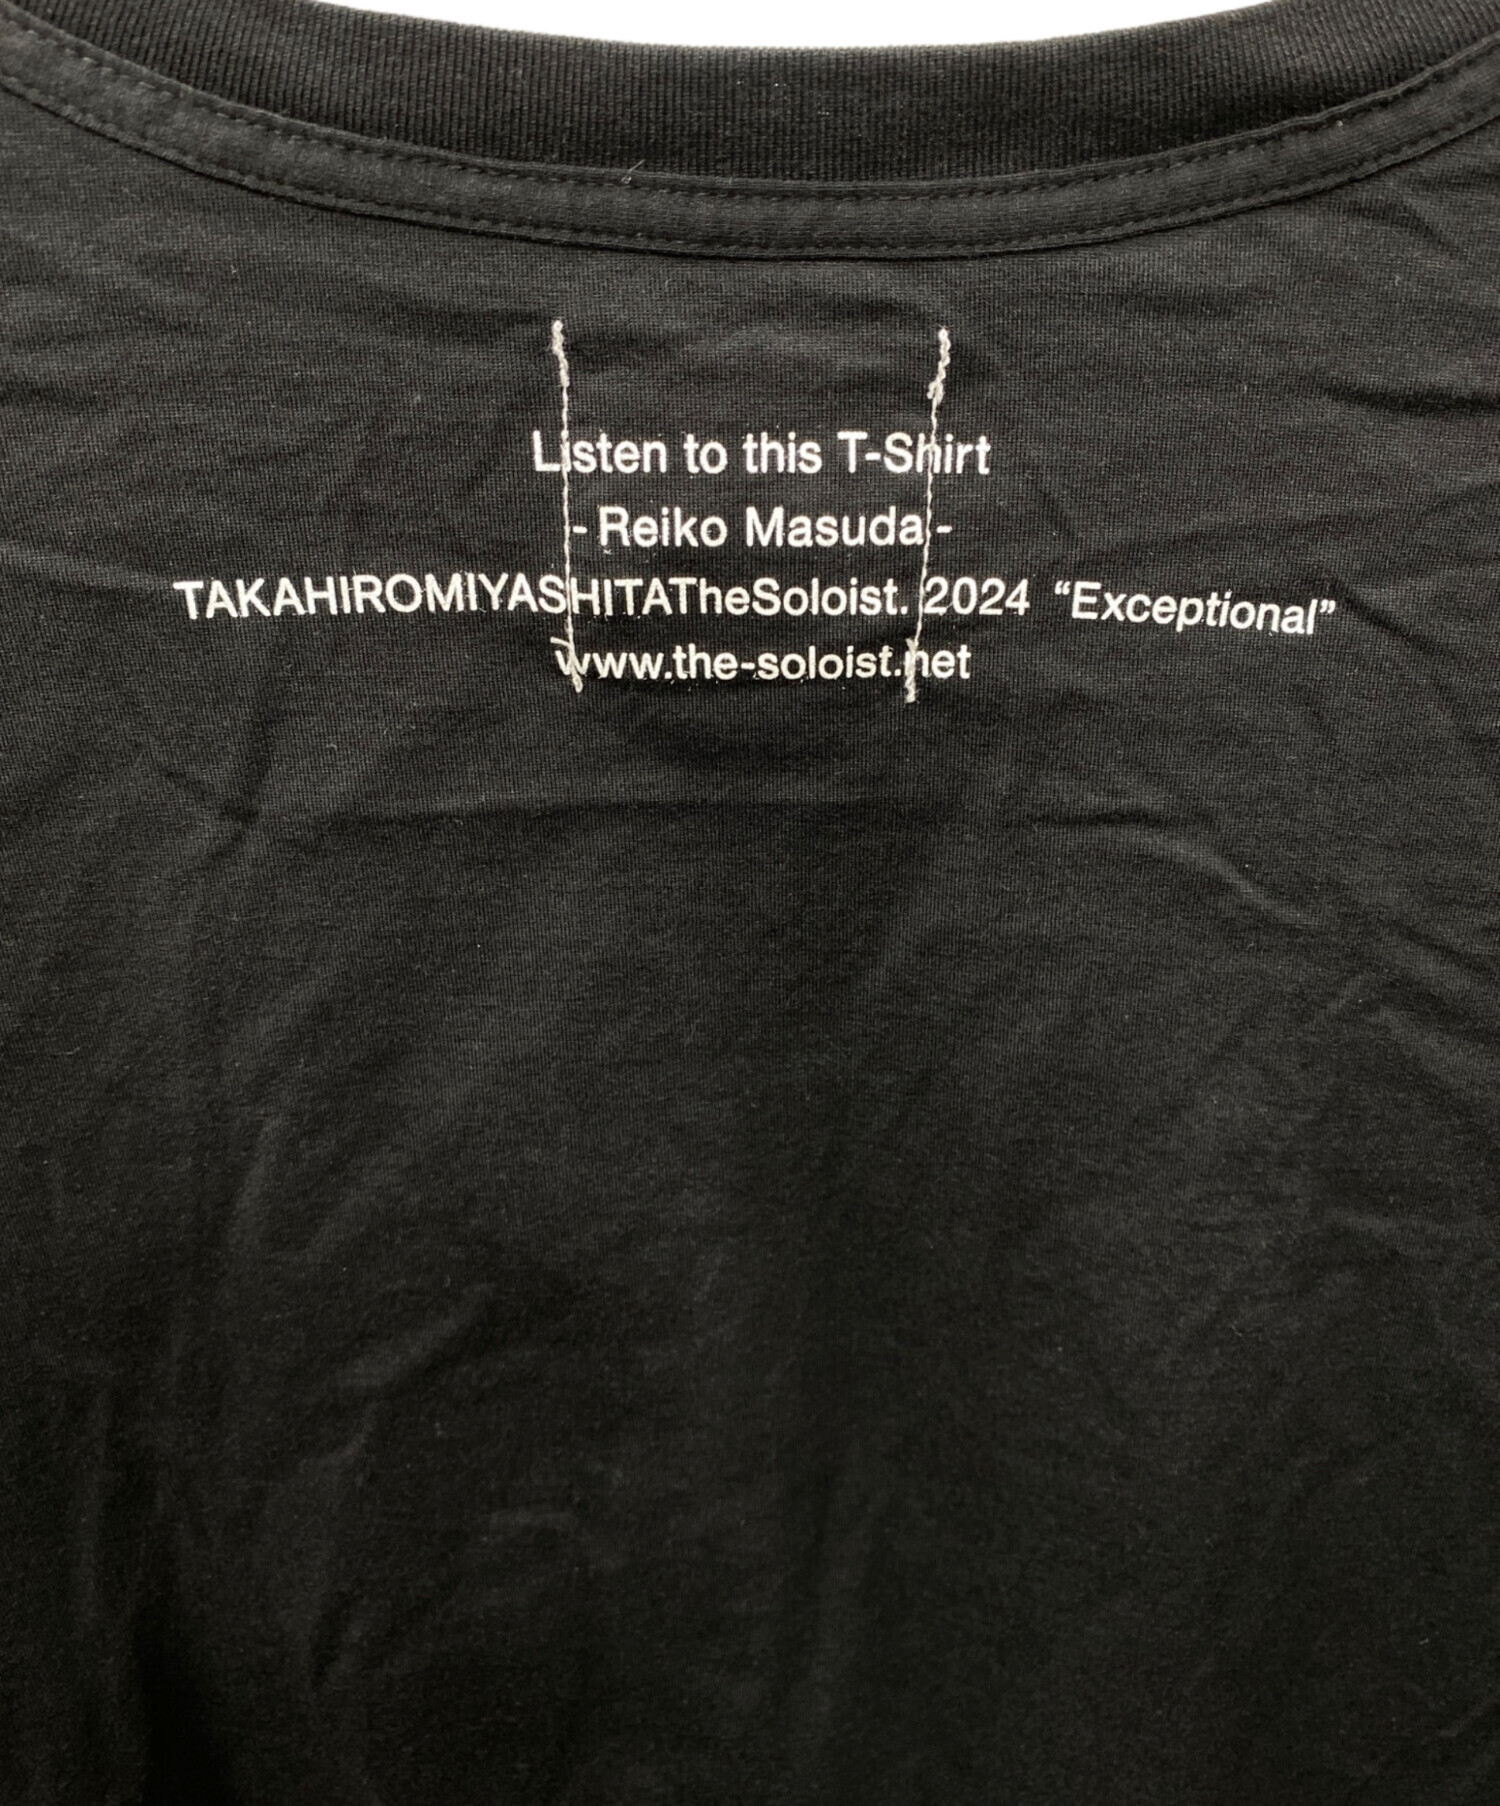 Listen to this T-Shirt
- Reiko Masuda -
TAKAHIROMIYASHITATheSoloist. 2024 “Exceptional”
www.the-soloist.net